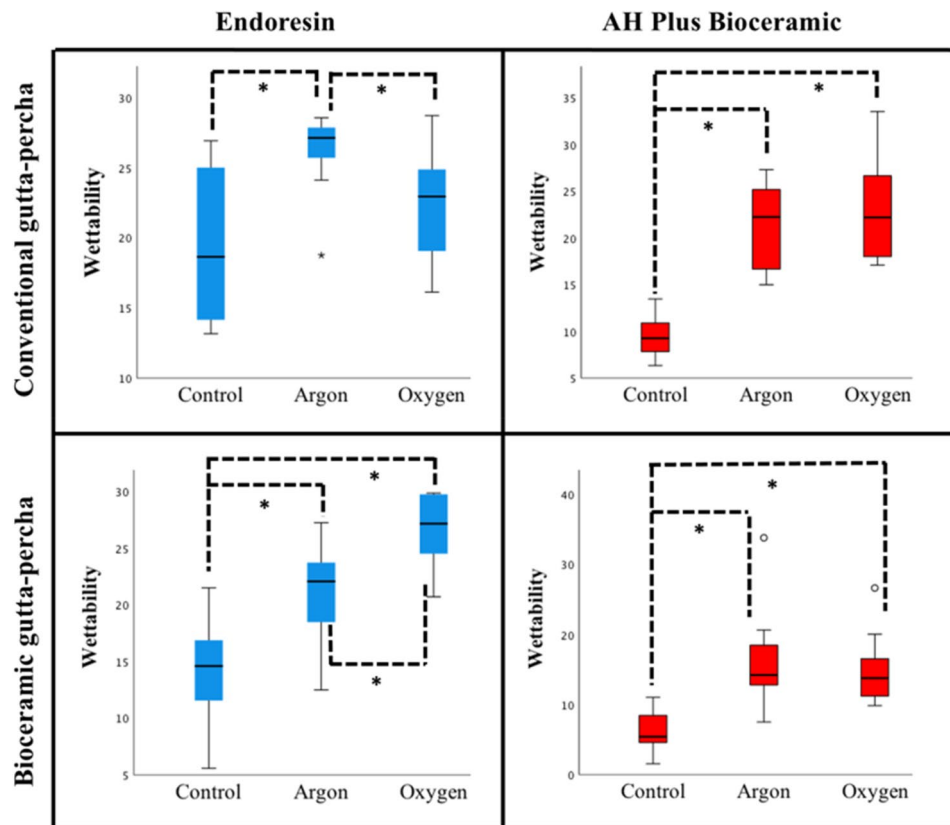 Endoresin
AH Plus Bioceramic
Conventional gutta-percha
Wettability
30
25
20
15
10
*
*
*
Control
Argon
Oxygen
Wettability
35
30
25
20
15
10
5
*
*
Control
Argon
Oxygen
Bioceramic gutta-percha
Wettability
30
25
20
15
10
5
*
*
*
Control
Argon
Oxygen
Wettability
40
30
20
10
0
*
*
Control
Argon
Oxygen